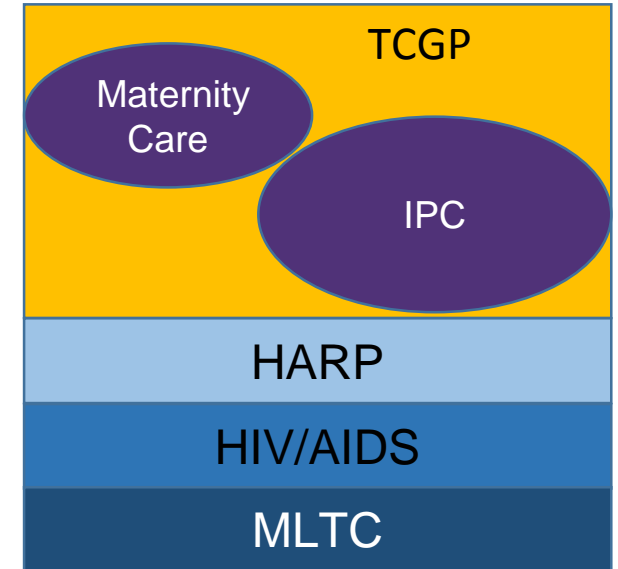 TCGP
Maternity
Care
IPC
HARP
HIV/AIDS
MLTC